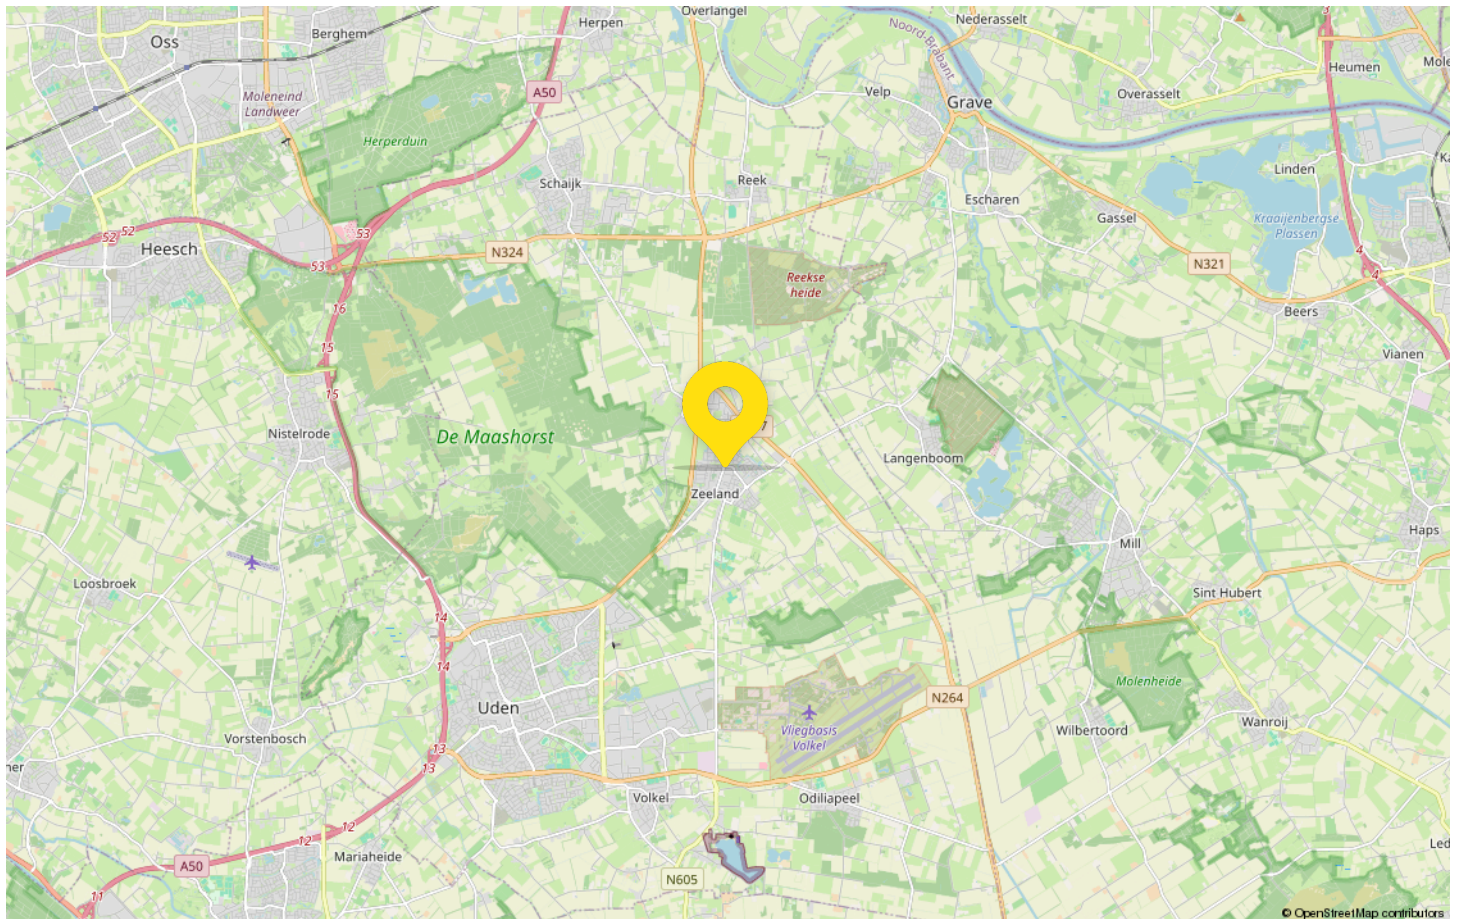 Overlangel
Nederasselt
Herpen
Berghem
Oss
Noord-Brabant
3
Heumen
A50
Velp
Overasselt
Grave
Moleneind
Landweer
Herperduin
Linden
Schaijk
Reek
Escharen
Gassel
Kraaijenbergse
Plassen
52
52
53
Heesch
N324
4
53
N321
4
Reekse
heide
16
Beers
15
Vianen
15
Nistelrode
De Maashorst
Langenboom
Zeeland
Haps
Mill
Loosbroek
Sint Hubert
14
14
Molenheide
N264
Uden
Wanroij
Vliegbasis
Volkel
Wilbertoord
Vorstenbosch
13
13
Volkel
Odiliapeel
12
12
Mariaheide
A50
N605
11
© OpenStreetMap contributors